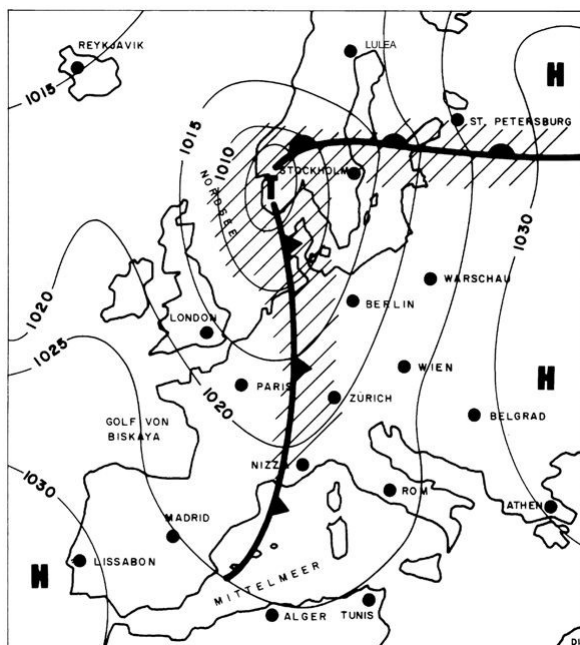 REYKJAVIK
LULEA
H
1015
ST. PETERSBURG
1015
1010
STOCKHOLM
T
NORDSEE
1030
WARSCHAU
BERLIN
1020
LONDON
1025
WIEN
H
PARIS
ZÜRICH
1020
BELGRAD
GOLF VON
BISKAYA
NIZZA
ROM
1030
ATHEN
MADRID
LISSABON
H
MITTELMEER
ALGER
TUNIS